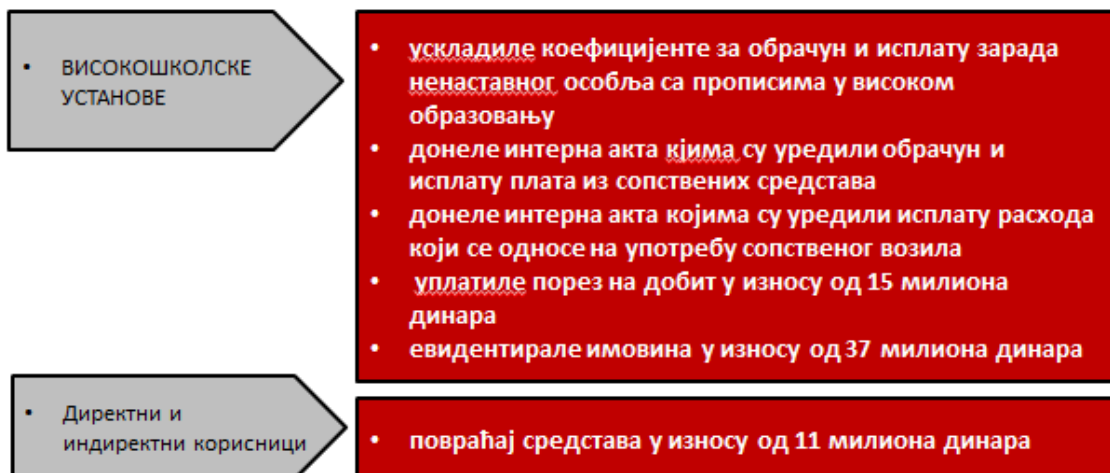 • ВИСОКОШКОЛСКЕ
УСТАНОВЕ
• ускладиле коефицијенте за обрачун и исплату зарада
ненаставног особља са прописима у високом
образовању
• донеле интерна акта кјима су уредили обрачун и
исплату плата из сопствених средстава
• донеле интерна акта којима су уредили исплату расхода
који се односе на употребу сопственог возила
• уплатиле порез на добит у износу од 15 милиона
динара
• евидентирале имовина у износу од 37 милиона динара
• Директни и
индиректни корисници
• повраћај средстава у износу од 11 милиона динара